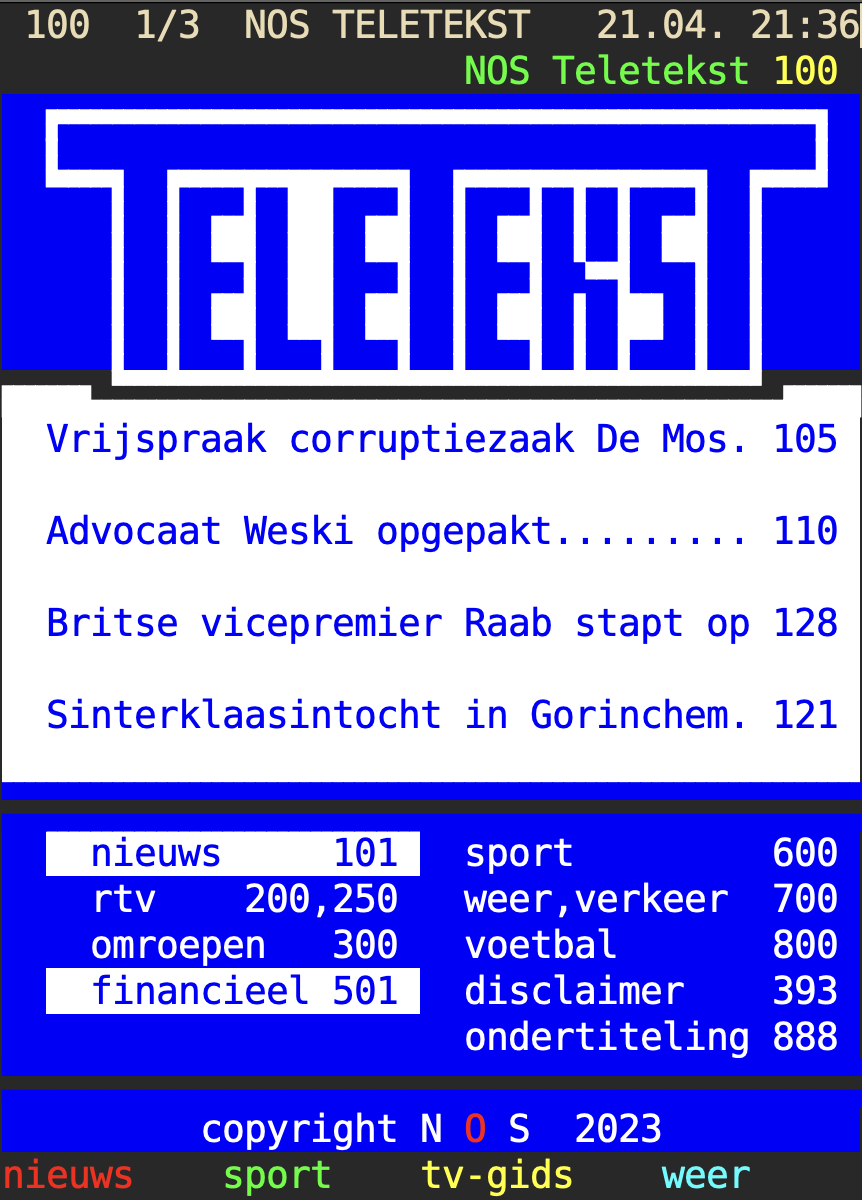 100 1/3 NOS TELETEKST 21.04. 21:36
NOS Teletekst 100
TELETEKST
Vrijspraak corruptiezaak De Mos. 105
Advocaat Weski opgepakt......... 110
Britse vicepremier Raab stapt op 128
Sinterklaasintocht in Gorinchem. 121
nieuws 101 sport 600
rtv 200,250 weer,verkeer 700
omroepen 300 voetbal 800
financieel 501 disclaimer 393
ondertiteling 888
copyright N O S 2023
nieuws sport tv-gids weer